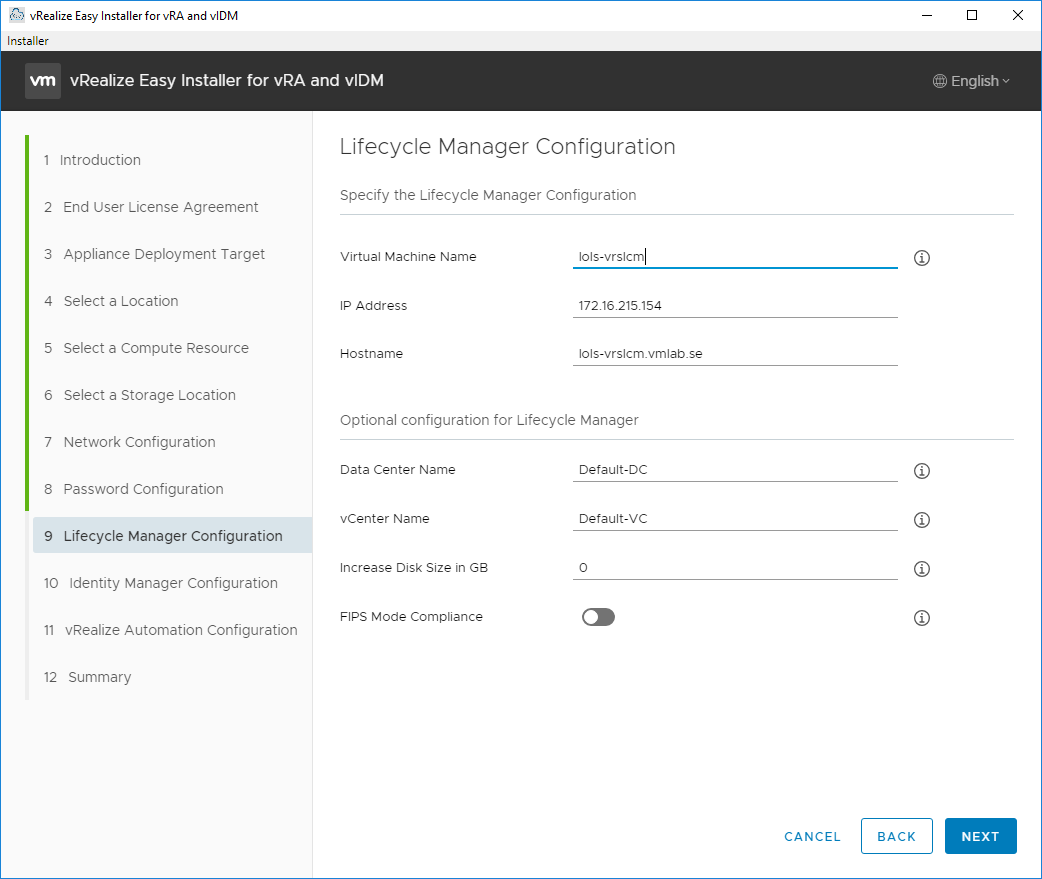 vRealize Easy Installer for vRA and vIDM
Installer
vm vRealize Easy Installer for vRA and vIDM English
1 Introduction
2 End User License Agreement
3 Appliance Deployment Target
4 Select a Location
5 Select a Compute Resource
6 Select a Storage Location
7 Network Configuration
8 Password Configuration
9 Lifecycle Manager Configuration
10 Identity Manager Configuration
11 vRealize Automation Configuration
12 Summary
Lifecycle Manager Configuration
Specify the Lifecycle Manager Configuration
Virtual Machine Name lols-vrslcm
IP Address 172.16.215.154
Hostname lols-vrslcm.vmlab.se
Optional configuration for Lifecycle Manager
Data Center Name Default-DC
vCenter Name Default-VC
Increase Disk Size in GB 0
FIPS Mode Compliance
CANCEL BACK NEXT